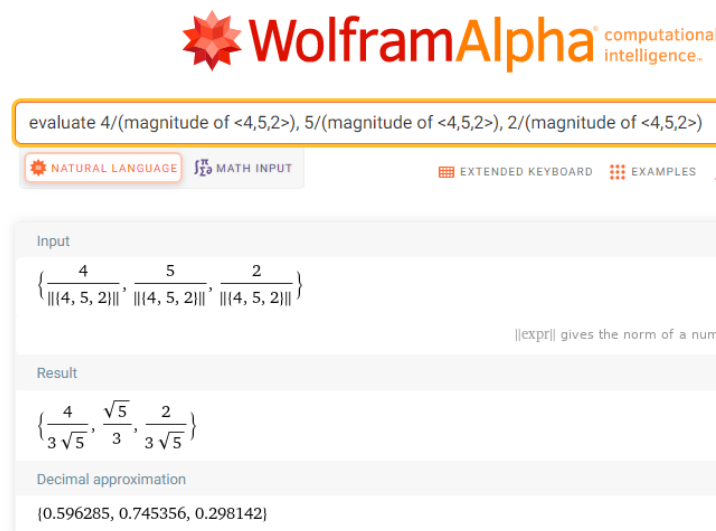 WolframAlpha computational intelligence.
evaluate 4/(magnitude of <4,5,2>), 5/(magnitude of <4,5,2>), 2/(magnitude of <4,5,2>)
NATURAL LANGUAGE MATH INPUT EXTENDED KEYBOARD EXAMPLES
Input
{4/||{4, 5, 2}||, 5/||{4, 5, 2}||, 2/||{4, 5, 2}||}
||expr|| gives the norm of a num
Result
{4/(3 √5), √5/3, 2/(3 √5)}
Decimal approximation
{0.596285, 0.745356, 0.298142}